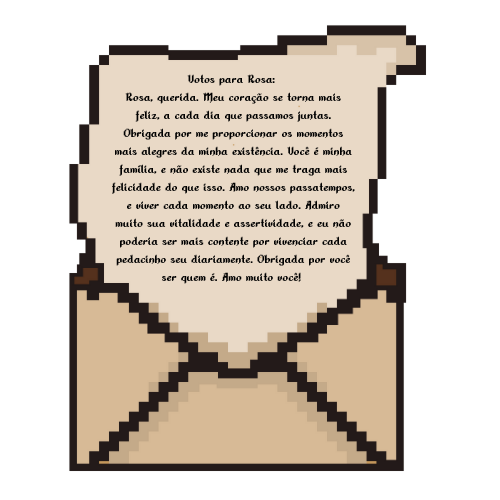 Votos para Rosa:
Rosa, querida. Meu coração se torna mais
feliz, a cada dia que passamos juntas.
Obrigada por me proporcionar os momentos
mais alegres da minha existência. Você é minha
família, e não existe nada que me traga mais
felicidade do que isso. Amo nossos passatempos,
e viver cada momento ao seu lado. Admiro
muito sua vitalidade e assertividade, e eu não
poderia ser mais contente por vivenciar cada
pedacinho seu diariamente. Obrigada por você
ser quem é. Amo muito você!